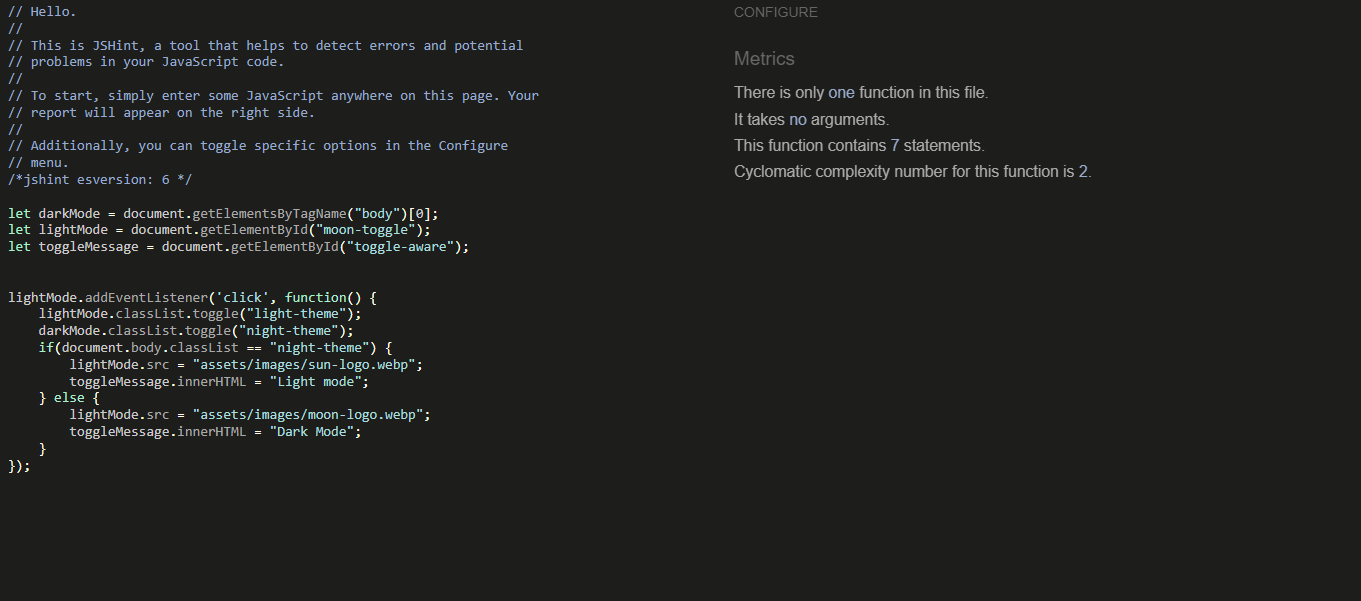 // Hello.
//
// This is JSHint, a tool that helps to detect errors and potential
// problems in your JavaScript code.
//
// To start, simply enter some JavaScript anywhere on this page. Your
// report will appear on the right side.
//
// Additionally, you can toggle specific options in the Configure
// menu.
/*jshint esversion: 6 */

let darkMode = document.getElementsByTagName("body")[0];
let lightMode = document.getElementById("moon-toggle");
let toggleMessage = document.getElementById("toggle-aware");

lightMode.addEventListener('click', function() {
    lightMode.classList.toggle("light-theme");
    darkMode.classList.toggle("night-theme");
    if(document.body.classList == "night-theme") {
        lightMode.src = "assets/images/sun-logo.webp";
        toggleMessage.innerHTML = "Light mode";
    } else {
        lightMode.src = "assets/images/moon-logo.webp";
        toggleMessage.innerHTML = "Dark Mode";
    }
});
CONFIGURE
Metrics
There is only one function in this file.
It takes no arguments.
This function contains 7 statements.
Cyclomatic complexity number for this function is 2.